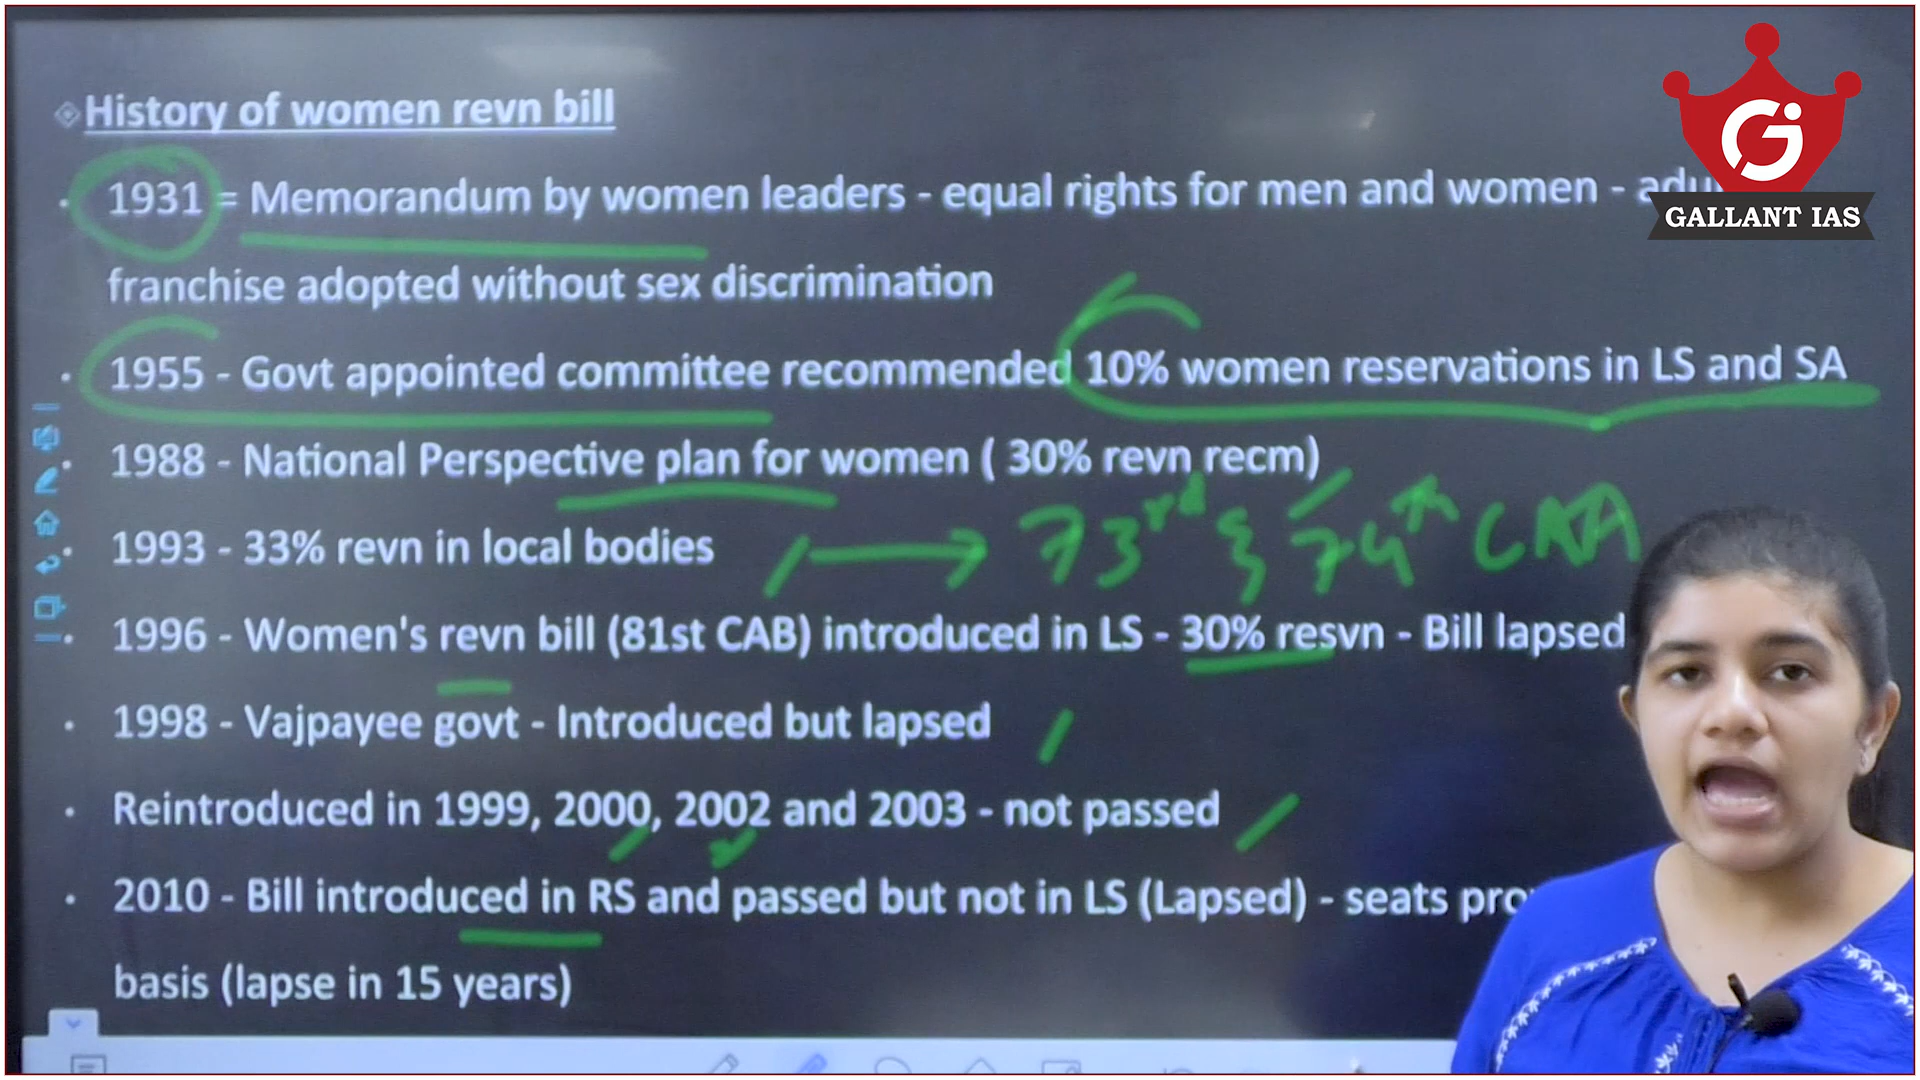 History of women revn bill
1931 = Memorandum by women leaders - equal rights for men and women -
GALLANT IAS
franchise adopted without sex discrimination
1955 - Govt appointed committee recommended 10% women reservations in LS and SA
1988 - National Perspective plan for women ( 30% revn recm)
73rd & 74th CAA
1993 - 33% revn in local bodies
1996 - Women's revn bill (81st CAB) introduced in LS - 30% resvn - Bill lapsed
1998 - Vajpayee govt - Introduced but lapsed
Reintroduced in 1999, 2000, 2002 and 2003 - not passed
2010 - Bill introduced in RS and passed but not in LS (Lapsed) - seats
basis (lapse in 15 years)